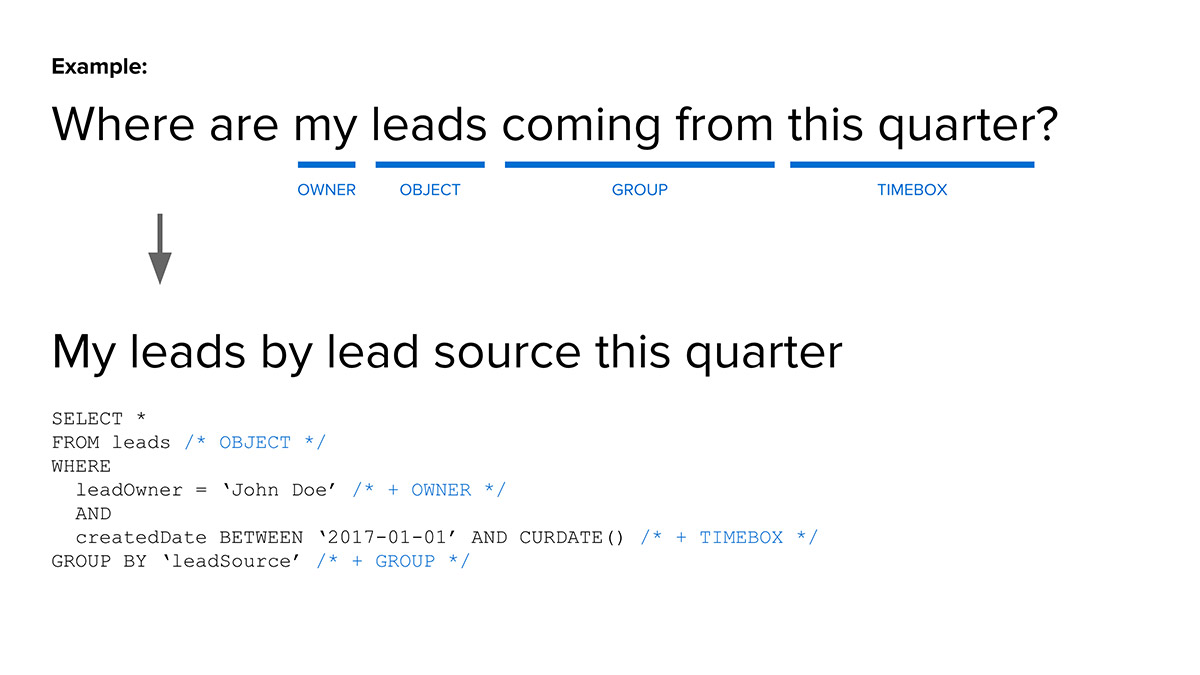 Example:
Where are my leads coming from this quarter?
OWNER OBJECT GROUP TIMEBOX
My leads by lead source this quarter
SELECT *
FROM leads /* OBJECT */
WHERE
  leadOwner = ‘John Doe’ /* + OWNER */
  AND
  createdDate BETWEEN ‘2017-01-01’ AND CURDATE() /* + TIMEBOX */
GROUP BY ‘leadSource’ /* + GROUP */